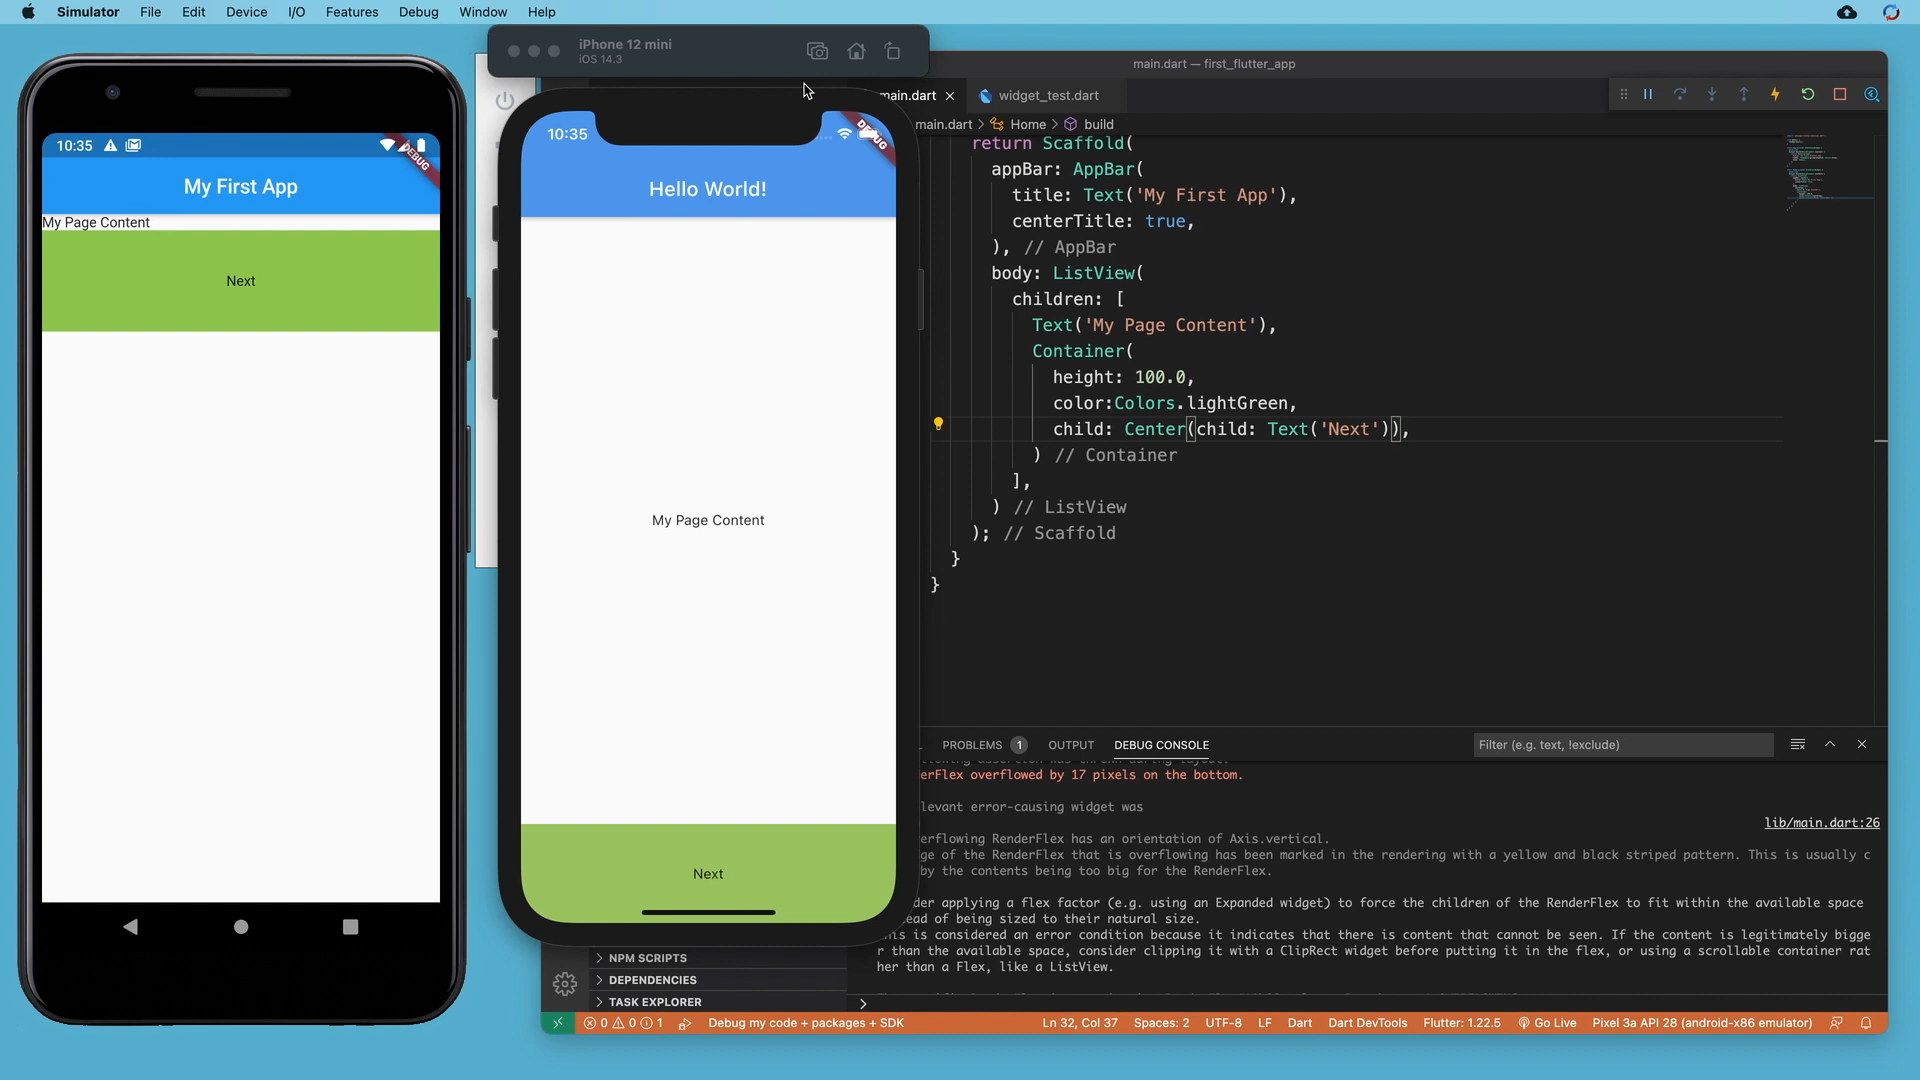 Simulator File Edit Device I/O Features Debug Window Help
10:35
DEBUG
My First App
My Page Content
Next
iPhone 12 mini
iOS 14.3
10:35
DEBUG
Hello World!
My Page Content
Next
main.dart — first_flutter_app
main.dart
widget_test.dart
main.dart > Home > build
return Scaffold(
appBar: AppBar(
title: Text('My First App'),
centerTitle: true,
), // AppBar
body: ListView(
children: [
Text('My Page Content'),
Container(
height: 100.0,
color:Colors.lightGreen,
child: Center(child: Text('Next')),
) // Container
],
) // ListView
); // Scaffold
}
}
PROBLEMS 1 OUTPUT DEBUG CONSOLE
Filter (e.g. text, !exclude)
erFlex overflowed by 17 pixels on the bottom.
levant error-causing widget was
lib/main.dart:26
erflowing RenderFlex has an orientation of Axis.vertical.
ge of the RenderFlex that is overflowing has been marked in the rendering with a yellow and black striped pattern. This is usually c
by the contents being too big for the RenderFlex.
der applying a flex factor (e.g. using an Expanded widget) to force the children of the RenderFlex to fit within the available space
ead of being sized to their natural size.
his is considered an error condition because it indicates that there is content that cannot be seen. If the content is legitimately bigge
r than the available space, consider clipping it with a ClipRect widget before putting it in the flex, or using a scrollable container rat
her than a Flex, like a ListView.
NPM SCRIPTS
DEPENDENCIES
TASK EXPLORER
0 0 1 Debug my code + packages + SDK Ln 32, Col 37 Spaces: 2 UTF-8 LF Dart Dart DevTools Flutter: 1.22.5 Go Live Pixel 3a API 28 (android-x86 emulator)